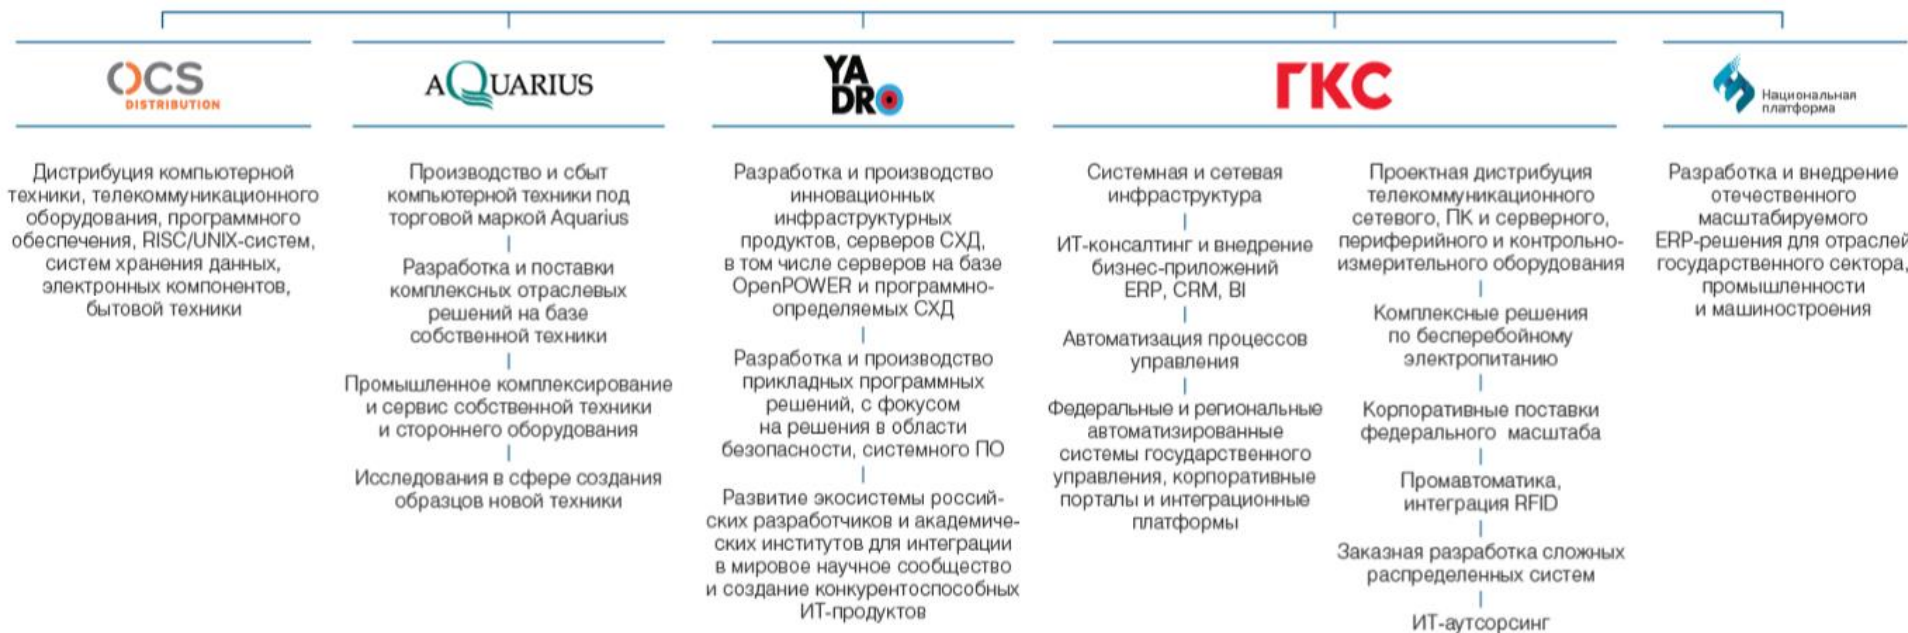 OCS
DISTRIBUTION
Дистрибуция компьютерной
техники, телекоммуникационного
оборудования, программного
обеспечения, RISC/UNIX-систем,
систем хранения данных,
электронных компонентов,
бытовой техники
AQUARIUS
Производство и сбыт
компьютерной техники под
торговой маркой Aquarius
Разработка и поставки
комплексных отраслевых
решений на базе
собственной техники
Промышленное комплексирование
и сервис собственной техники
и стороннего оборудования
Исследования в сфере создания
образцов новой техники
YA
DRO
Разработка и производство
инновационных
инфраструктурных
продуктов, серверов СХД,
в том числе серверов на базе
OpenPOWER и программно-
определяемых СХД
Разработка и производство
прикладных программных
решений, с фокусом
на решения в области
безопасности, системного ПО
Развитие экосистемы россий-
ских разработчиков и академиче-
ских институтов для интеграции
в мировое научное сообщество
и создание конкурентоспособных
ИТ-продуктов
ГКС
Системная и сетевая
инфраструктура
ИТ-консалтинг и внедрение
бизнес-приложений
ERP, CRM, BI
Автоматизация процессов
управления
Федеральные и региональные
автоматизированные
системы государственного
управления, корпоративные
порталы и интеграционные
платформы
Проектная дистрибуция
телекоммуникационного
сетевого, ПК и серверного,
периферийного и контрольно-
измерительного оборудования
Комплексные решения
по бесперебойному
электропитанию
Корпоративные поставки
федерального масштаба
Промавтоматика,
интеграция RFID
Заказная разработка сложных
распределенных систем
ИТ-аутсорсинг
Национальная
платформа
Разработка и внедрение
отечественного
масштабируемого
ERP-решения для отраслей
государственного сектора,
промышленности
и машиностроения